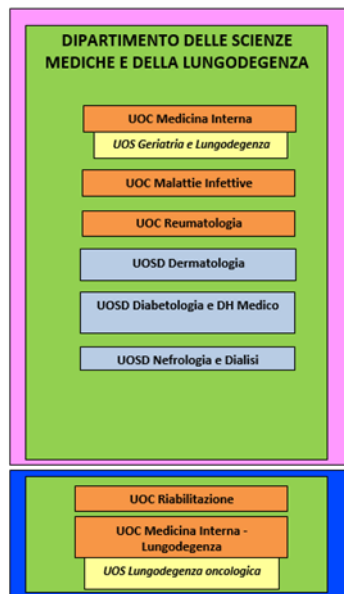 DIPARTIMENTO DELLE SCIENZE
MEDICHE E DELLA LUNGODEGENZA
UOC Medicina Interna
UOS Geriatria e Lungodegenza
UOC Malattie Infettive
UOC Reumatologia
UOSD Dermatologia
UOSD Diabetologia e DH Medico
UOSD Nefrologia e Dialisi
UOC Riabilitazione
UOC Medicina Interna -
Lungodegenza
UOS Lungodegenza oncologica